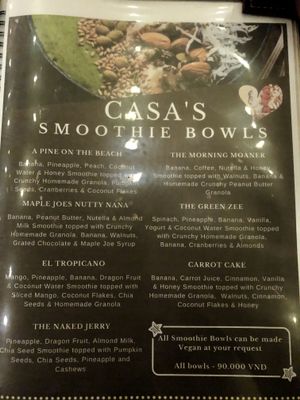 CASA'S
SMOOTHIE BOWLS
A PINE ON THE BEACH
Banana, Pineapple, Peach, Coconut
Water & Honey Smoothie topped with
Crunchy Homemade Granola, Pumpkin
Seeds, Cranberries & Coconut Flakes
MAPLE JOES NUTTY NANA
Banana, Peanut Butter, Nutella & Almond
Milk Smoothie topped with Crunchy
Homemade Granola, Banana, Walnut,
Grated Chocolate & Maple Joe Syrup
EL TROPICANO
Mango, Pineapple, Banana, Dragon Fruit
& Coconut Water Smoothie topped with
Sliced Mango, Coconut Flakes, Chia
Seeds & Homemade Granola
THE NAKED JERRY
Pineapple, Dragon Fruit, Almond Milk,
Chia Seed Smoothie topped with Pumpkin
Seeds, Chia Seeds, Pineapple and
Cashews
THE MORNING MOANER
Banana, Coffee, Nutella & Honey
Smoothie topped with Walnuts, Banana &
Homemade Crunchy Peanut Butter
Granola
THE GREEN ZEE
Spinach, Pineapple, Banana, Vanilla,
Yogurt & Coconut Water Smoothie topped
with Crunchy Homemade Granola,
Banana, Cranberries & Almonds
CARROT CAKE
Banana, Carrot Juice, Cinnamon, Vanilla
& Honey Smoothie topped with Crunchy
Homemade Granola, Walnuts, Cinnamon,
Coconut Flakes & Honey
All Smoothie Bowls can be made
Vegan at your request
All bowls - 90.000 VND